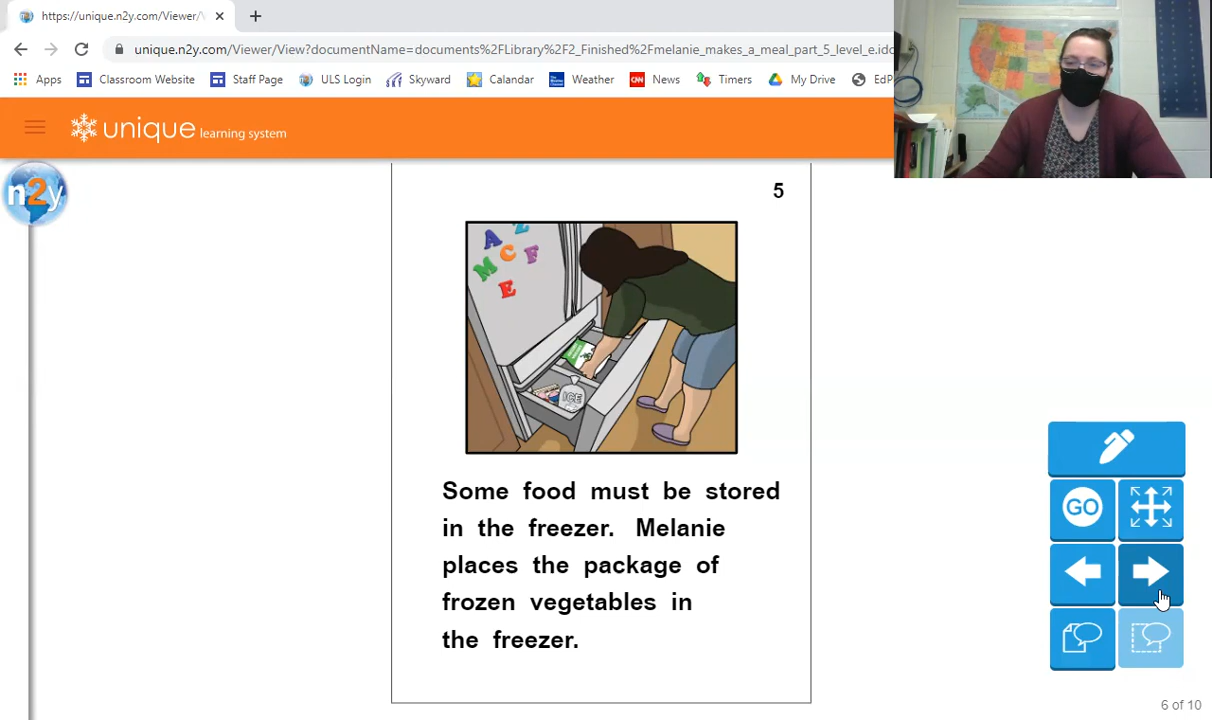 https://unique.n2y.com/Viewer/V
unique.n2y.com/Viewer/View?documentName=documents%2FLibrary%2F2_Finished%2Fmelanie_makes_a_meal_part_5_level_e.ido
Apps Classroom Website Staff Page ULS Login Skyward Calandar Weather CNN News Timers My Drive EdP
unique learning system
n2y
5
A Z
C F
M
E
ICE
Some food must be stored
in the freezer. Melanie
places the package of
frozen vegetables in
the freezer.
GO
6 of 10